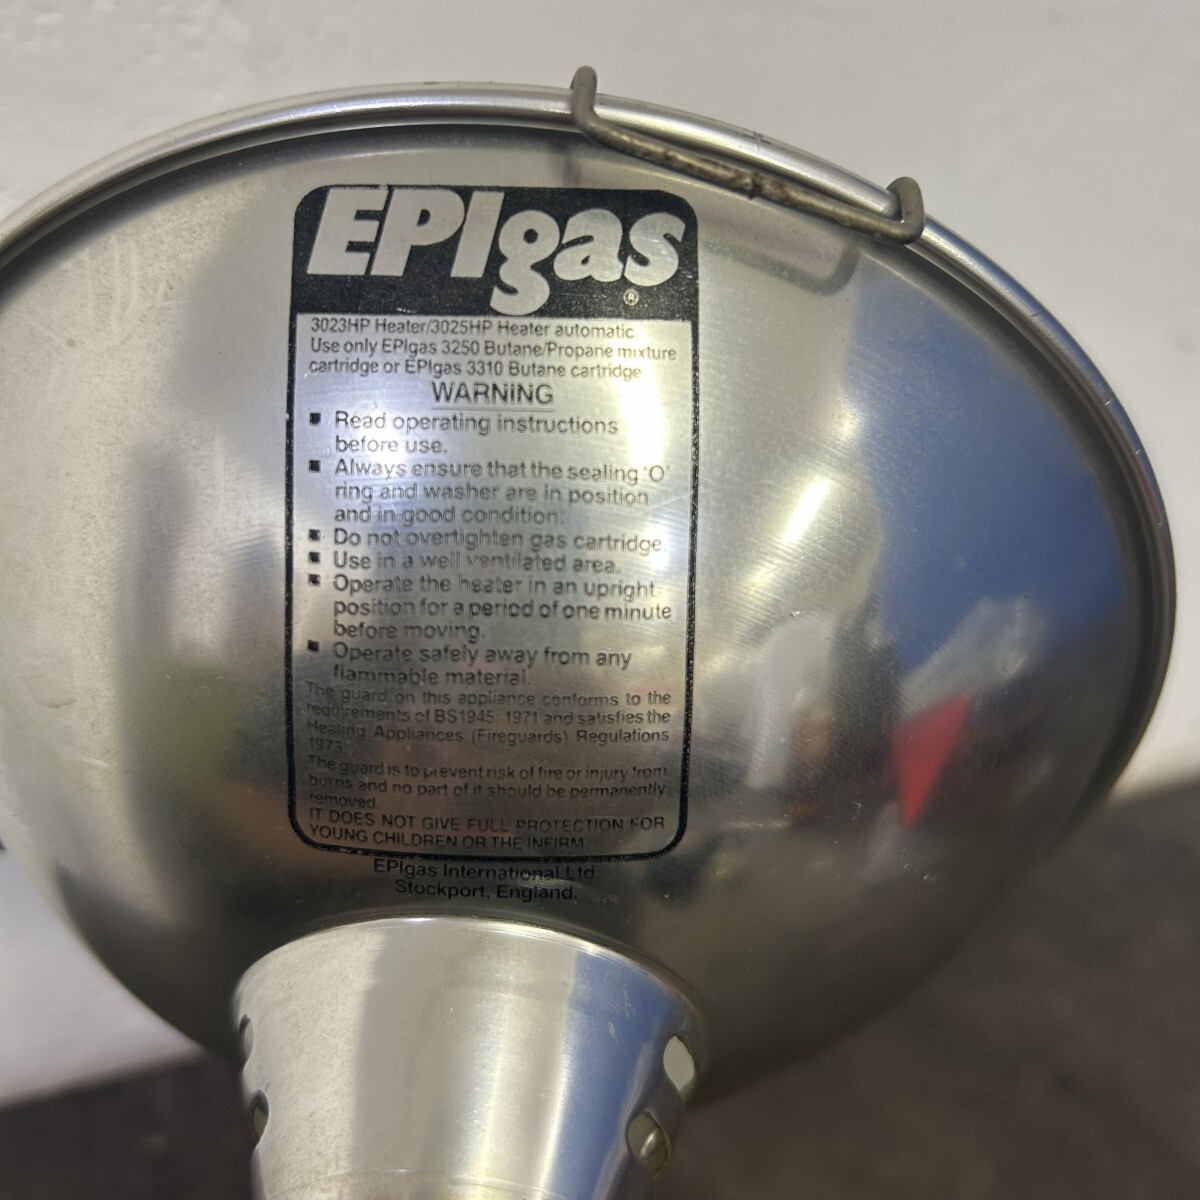 EPIgas
®
3023HP Heater/3025HP Heater automatic.
Use only EPIgas 3250 Butane/Propane mixture
cartridge or EPIgas 3310 Butane cartridge
WARNING
■ Read operating instructions
before use.
■ Always ensure that the sealing 'O'
ring and washer are in position
and in good condition.
■ Do not overtighten gas cartridge.
■ Use in a well ventilated area.
■ Operate the heater in an upright
position for a period of one minute
before moving.
■ Operate safely away from any
flammable material.
The guard on this appliance conforms to the
requirements of BS1945: 1971 and satisfies the
Heating Appliances (Fireguards) Regulations
1973.
The guard is to prevent risk of fire or injury from
burns and no part of it should be permanently
removed.
IT DOES NOT GIVE FULL PROTECTION FOR
YOUNG CHILDREN OR THE INFIRM.
EPIgas International Ltd.
Stockport, England.